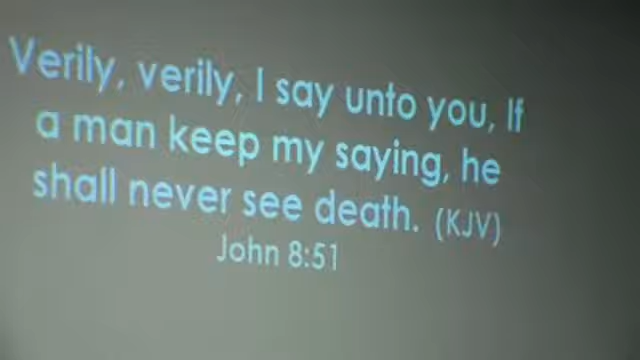 Verily, verily, I say unto you, If
a man keep my saying, he
shall never see death. (KJV)
John 8:51